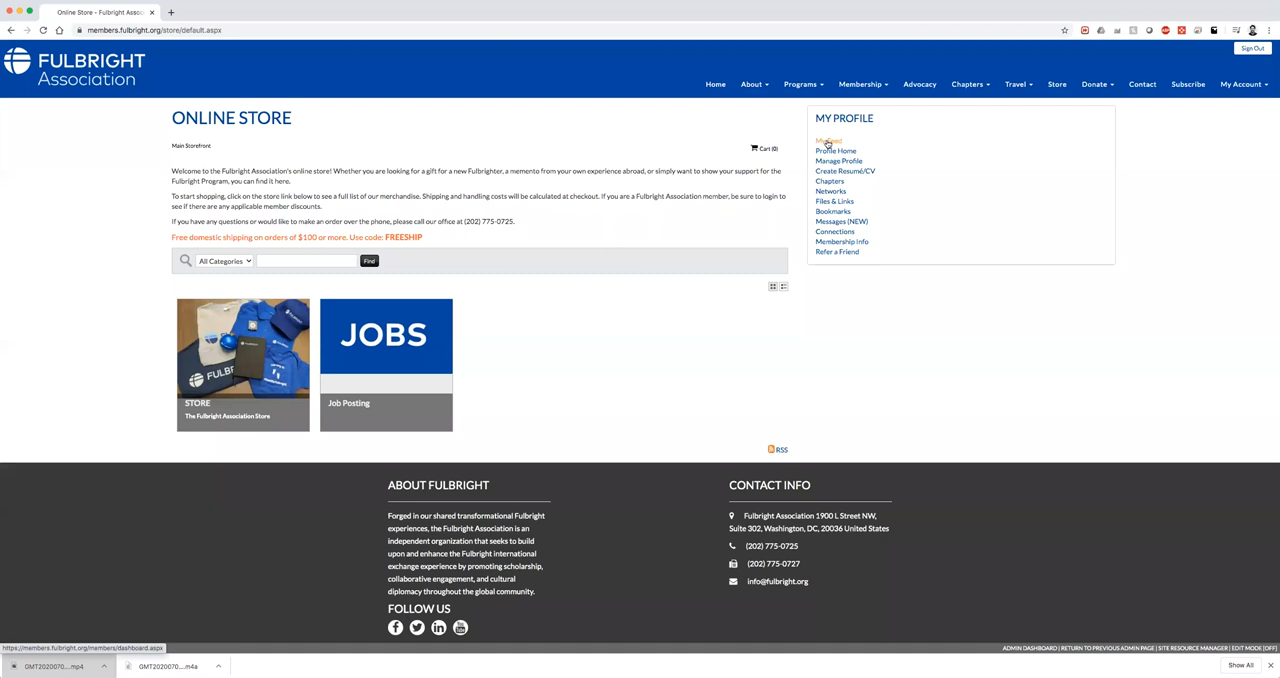 Online Store - Fulbright Assoc
members.fulbright.org/store/default.aspx
Sign Out
FULBRIGHT
Association
Home About Programs Membership Advocacy Chapters Travel Store Donate Contact Subscribe My Account
ONLINE STORE
Main Storefront
Cart (0)
Welcome to the Fulbright Association's online store! Whether you are looking for a gift for a new Fulbrighter, a memento from your own experience abroad, or simply want to show your support for the
Fulbright Program, you can find it here.
To start shopping, click on the store link below to see a full list of our merchandise. Shipping and handling costs will be calculated at checkout. If you are a Fulbright Association member, be sure to login to
see if there are any applicable member discounts.
If you have any questions or would like to make an order over the phone, please call our office at (202) 775-0725.
Free domestic shipping on orders of $100 or more. Use code: FREESHIP
All Categories
Find
FULBRIGHT
STORE
The Fulbright Association Store
JOBS
Job Posting
RSS
MY PROFILE
My Feed
Profile Home
Manage Profile
Create Resumé/CV
Chapters
Networks
Files & Links
Bookmarks
Messages (NEW)
Connections
Membership Info
Refer a Friend
ABOUT FULBRIGHT
Forged in our shared transformational Fulbright
experiences, the Fulbright Association is an
independent organization that seeks to build
upon and enhance the Fulbright international
exchange experience by promoting scholarship,
collaborative engagement, and cultural
diplomacy throughout the global community.
FOLLOW US
CONTACT INFO
Fulbright Association 1900 L Street NW,
Suite 302, Washington, DC, 20036 United States
(202) 775-0725
(202) 775-0727
info@fulbright.org
https://members.fulbright.org/members/dashboard.aspx
ADMIN DASHBOARD | RETURN TO PREVIOUS ADMIN PAGE | SITE RESOURCE MANAGER | EDIT MODE [OFF]
GMT2020070....mp4
GMT2020070....m4a
Show All